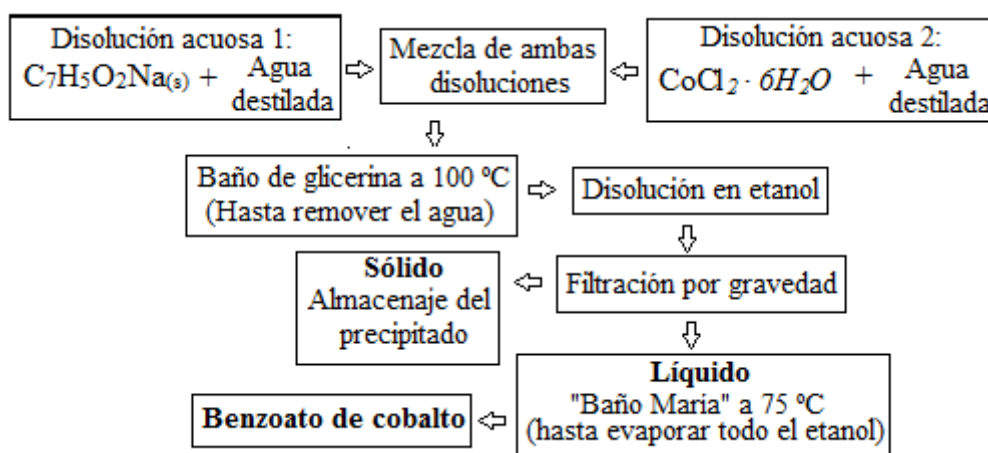 Disolución acuosa 1:
C7H5O2Na(s) + Agua
destilada
Mezcla de ambas
disoluciones
Disolución acuosa 2:
CoCl2 · 6H2O + Agua
destilada
Baño de glicerina a 100 ºC
(Hasta remover el agua)
Disolución en etanol
Sólido
Almacenaje del
precipitado
Filtración por gravedad
Líquido
"Baño Maria" a 75 ºC
(hasta evaporar todo el etanol)
Benzoato de cobalto